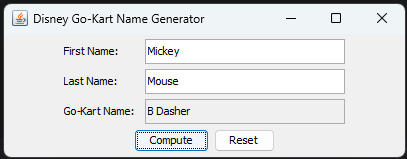 Disney Go-Kart Name Generator
First Name: Mickey
Last Name: Mouse
Go-Kart Name: B Dasher
Compute Reset